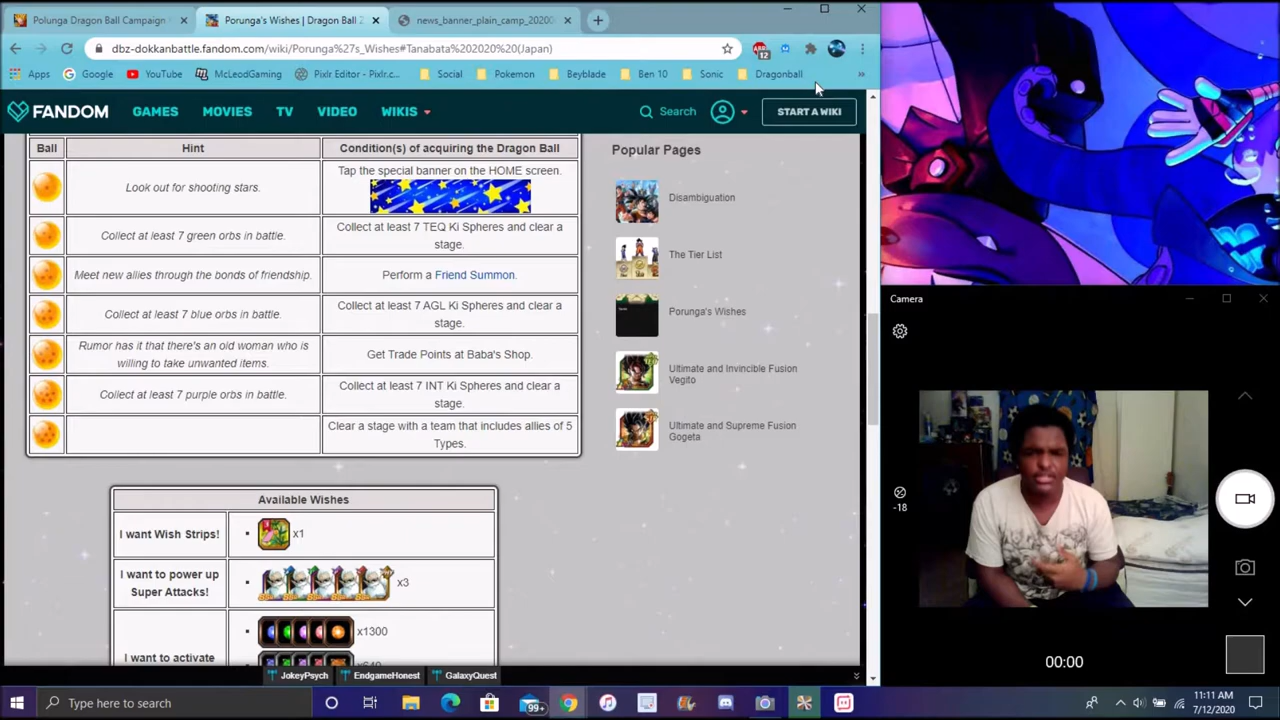 Polunga Dragon Ball Campaign
Porunga's Wishes | Dragon Ball Z
news_banner_plain_camp_20200
dbz-dokkanbattle.fandom.com/wiki/Porunga%27s_Wishes#Tanabata%202020%20(Japan)
12
Apps Google YouTube McLeodGaming Pixlr Editor - Pixlr.c... Social Pokemon Beyblade Ben 10 Sonic Dragonball »
FANDOM GAMES MOVIES TV VIDEO WIKIS Search START A WIKI
Ball Hint Condition(s) of acquiring the Dragon Ball
Look out for shooting stars. Tap the special banner on the HOME screen.
Collect at least 7 green orbs in battle. Collect at least 7 TEQ Ki Spheres and clear a
stage.
Meet new allies through the bonds of friendship. Perform a Friend Summon.
Collect at least 7 blue orbs in battle. Collect at least 7 AGL Ki Spheres and clear a
stage.
Rumor has it that there's an old woman who is
willing to take unwanted items. Get Trade Points at Baba's Shop.
Collect at least 7 purple orbs in battle. Collect at least 7 INT Ki Spheres and clear a
stage.
Clear a stage with a team that includes allies of 5
Types.
Available Wishes
I want Wish Strips! x1
I want to power up
Super Attacks! x3
x1300
I want to activate x640
Popular Pages
Disambiguation
The Tier List
Porunga's Wishes
Ultimate and Invincible Fusion
Vegito
Ultimate and Supreme Fusion
Gogeta
JokeyPsych EndgameHonest GalaxyQuest
Camera
-18
00:00
Type here to search
99+
11:11 AM
7/12/2020